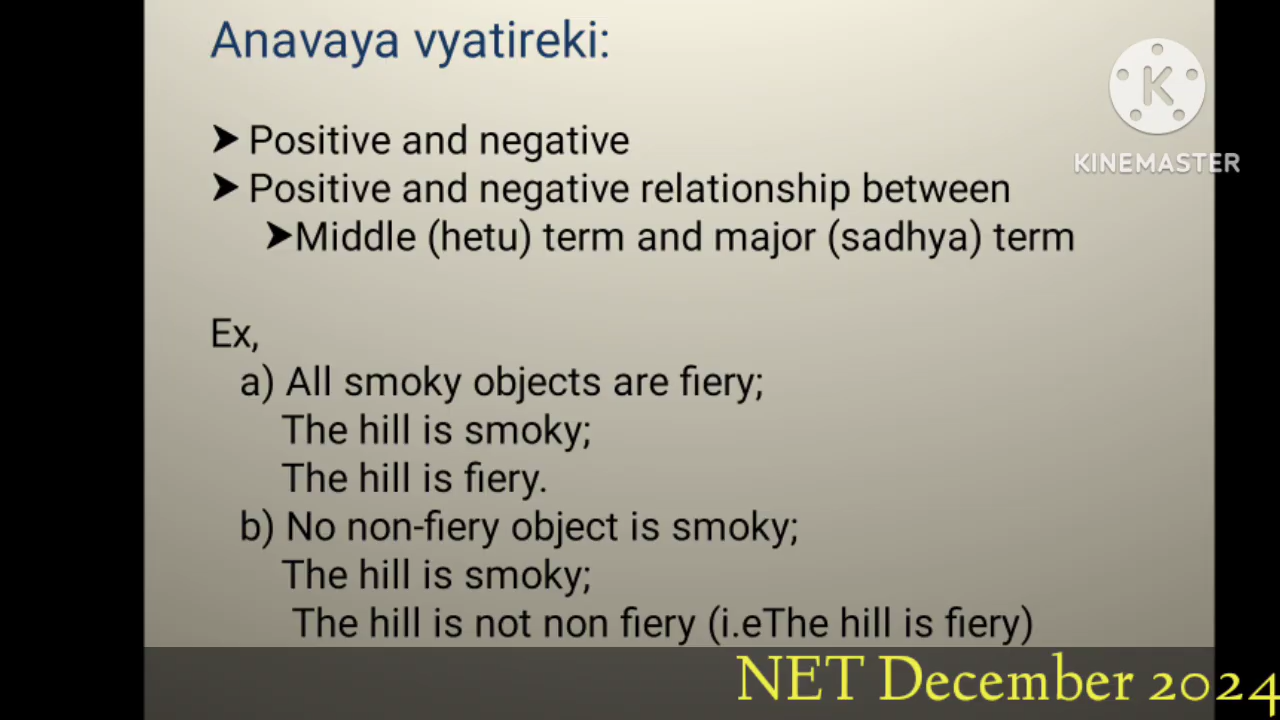 Anavaya vyatireki:
➤ Positive and negative
➤ Positive and negative relationship between
➤Middle (hetu) term and major (sadhya) term
Ex,
a) All smoky objects are fiery;
The hill is smoky;
The hill is fiery.
b) No non-fiery object is smoky;
The hill is smoky;
The hill is not non fiery (i.eThe hill is fiery)
K
KINEMASTER
NET December 2024